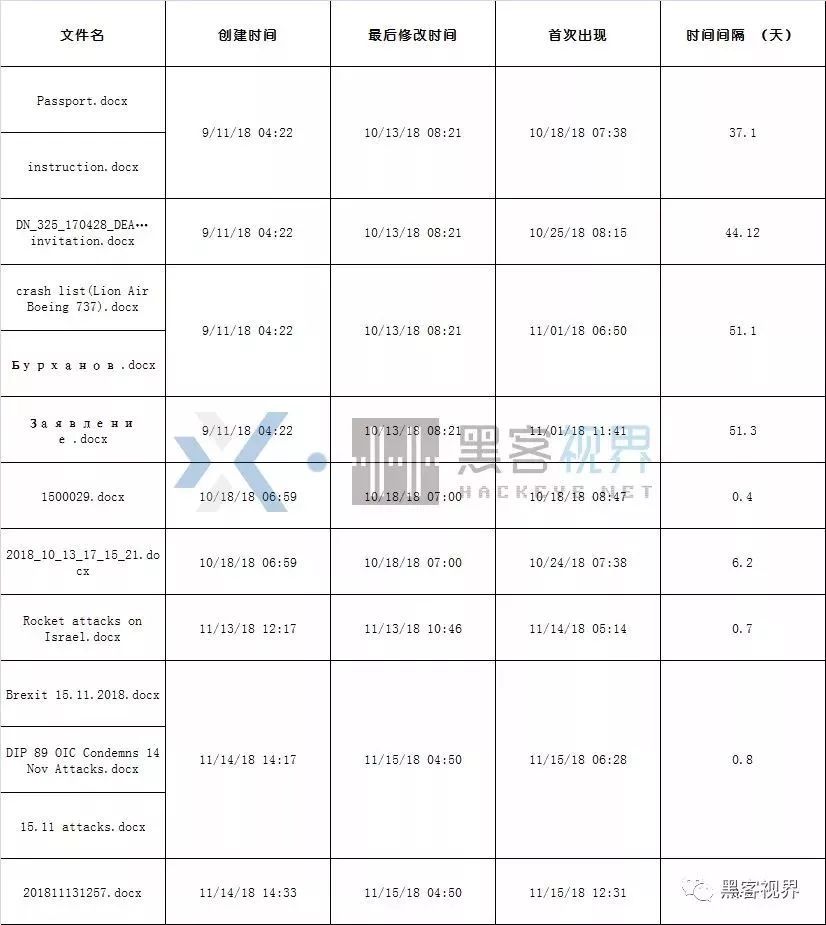 文件名 创建时间 最后修改时间 首次出现 时间间隔 (天)
Passport.docx
9/11/18 04:22 10/13/18 08:21 10/18/18 07:38 37.1
instruction.docx
DN_325_170428_DEA…
invitation.docx
9/11/18 04:22 10/13/18 08:21 10/25/18 08:15 44.12
crash list(Lion Air
Boeing 737).docx
9/11/18 04:22 10/13/18 08:21 11/01/18 06:50 51.1
Бурханов.docx
Заявлени
е .docx
9/11/18 04:22 10/13/18 08:21 11/01/18 11:41 51.3
黑客视界
HACKEYE.NET
1500029.docx 10/18/18 06:59 10/18/18 07:00 10/18/18 08:47 0.4
2018_10_13_17_15_21.do
cx
10/18/18 06:59 10/18/18 07:00 10/24/18 07:38 6.2
Rocket attacks on
Israel.docx
11/13/18 12:17 11/13/18 10:46 11/14/18 05:14 0.7
Brexit 15.11.2018.docx
DIP 89 OIC Condemns 14
Nov Attacks.docx
11/14/18 14:17 11/15/18 04:50 11/15/18 06:28 0.8
15.11 attacks.docx
201811131257.docx 11/14/18 14:33 11/15/18 04:50 11/15/18 12:31
黑客视界